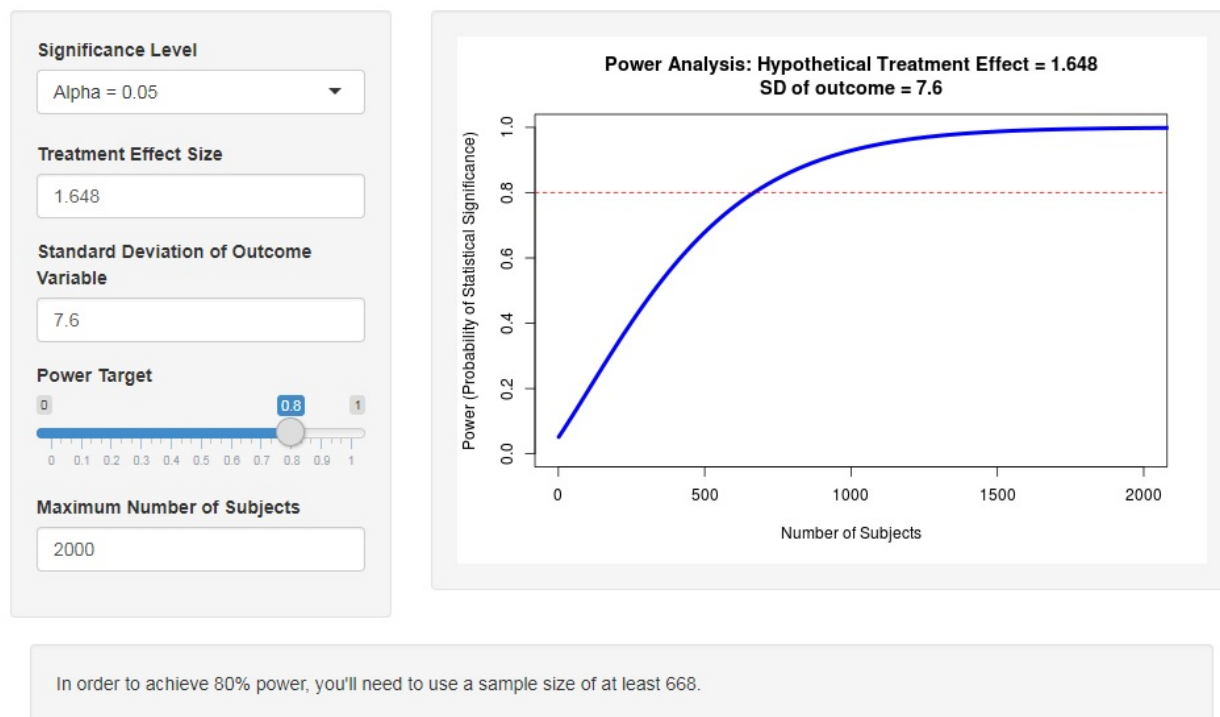 Significance Level
Alpha = 0.05
Treatment Effect Size
1.648
Standard Deviation of Outcome
Variable
7.6
Power Target
0 0.8 1
0 0.1 0.2 0.3 0.4 0.5 0.6 0.7 0.8 0.9 1
Maximum Number of Subjects
2000
Power Analysis: Hypothetical Treatment Effect = 1.648
SD of outcome = 7.6
Power (Probability of Statistical Significance)
1.0
0.8
0.6
0.4
0.2
0.0
0 500 1000 1500 2000
Number of Subjects
In order to achieve 80% power, you'll need to use a sample size of at least 668.